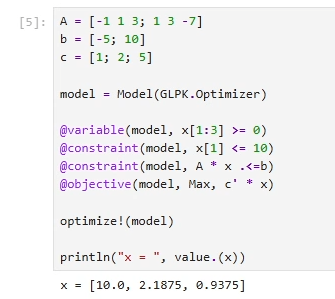 [5]: A = [-1 1 3; 1 3 -7]
b = [-5; 10]
c = [1; 2; 5]
model = Model(GLPK.Optimizer)
@variable(model, x[1:3] >= 0)
@constraint(model, x[1] <= 10)
@constraint(model, A * x .<=b)
@objective(model, Max, c' * x)
optimize!(model)
println("x = ", value.(x))
x = [10.0, 2.1875, 0.9375]